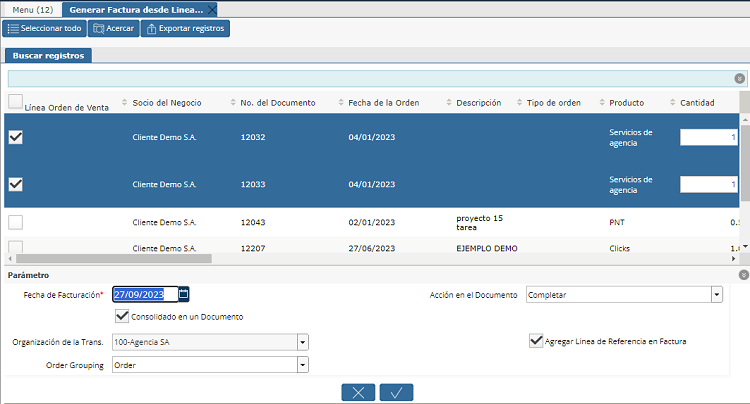 Menu (12) Generar Factura desde Linea...
Seleccionar todo Acercar Exportar registros
Buscar registros
Línea Orden de Venta Socio del Negocio No. del Documento Fecha de la Orden Descripción Tipo de orden Producto Cantidad
Cliente Demo S.A. 12032 04/01/2023 Servicios de agencia 1
Cliente Demo S.A. 12033 04/01/2023 Servicios de agencia 1
Cliente Demo S.A. 12043 02/01/2023 proyecto 15 tarea PNT
Cliente Demo S.A. 12207 27/06/2023 EJEMPLO DEMO Clicks
Parámetro
Fecha de Facturación* 27/09/2023 Acción en el Documento Completar
Consolidado en un Documento
Organización de la Trans. 100-Agencia SA Agregar Linea de Referencia en Factura
Order Grouping Order